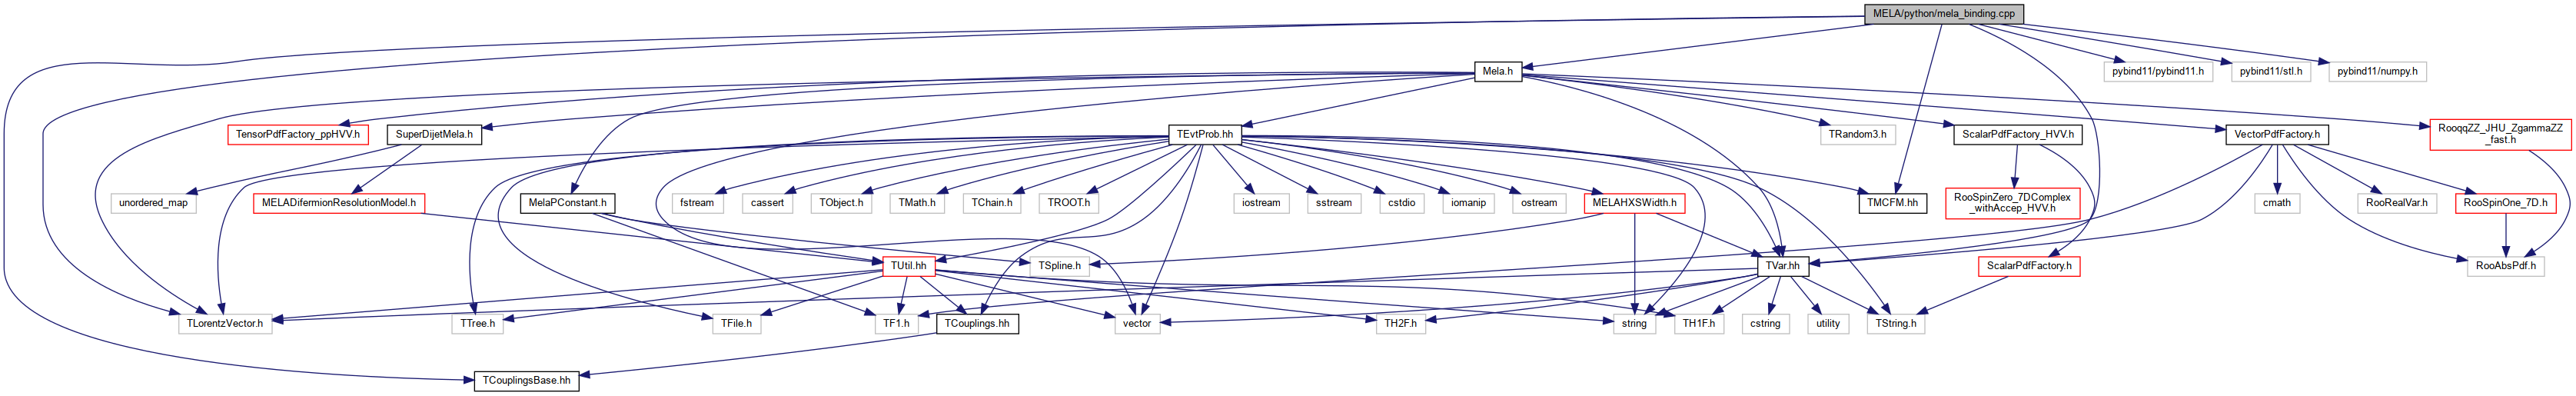 MELA/python/mela_binding.cpp
Mela.h
pybind11/pybind11.h
pybind11/stl.h
pybind11/numpy.h
TensorPdfFactory_ppHVV.h
SuperDijetMela.h
TEvtProb.hh
TRandom3.h
ScalarPdfFactory_HVV.h
VectorPdfFactory.h
RooqqZZ_JHU_ZgammaZZ
_fast.h
unordered_map
MELADifermionResolutionModel.h
MelaPConstant.h
fstream
cassert
TObject.h
TMath.h
TChain.h
TROOT.h
iostream
sstream
cstdio
iomanip
ostream
MELAHXSWidth.h
TMCFM.hh
RooSpinZero_7DComplex
_withAccep_HVV.h
cmath
RooRealVar.h
RooSpinOne_7D.h
TUtil.hh
TSpline.h
TVar.hh
ScalarPdfFactory.h
RooAbsPdf.h
TLorentzVector.h
TTree.h
TFile.h
TF1.h
TCouplings.hh
vector
TH2F.h
string
TH1F.h
cstring
utility
TString.h
TCouplingsBase.hh